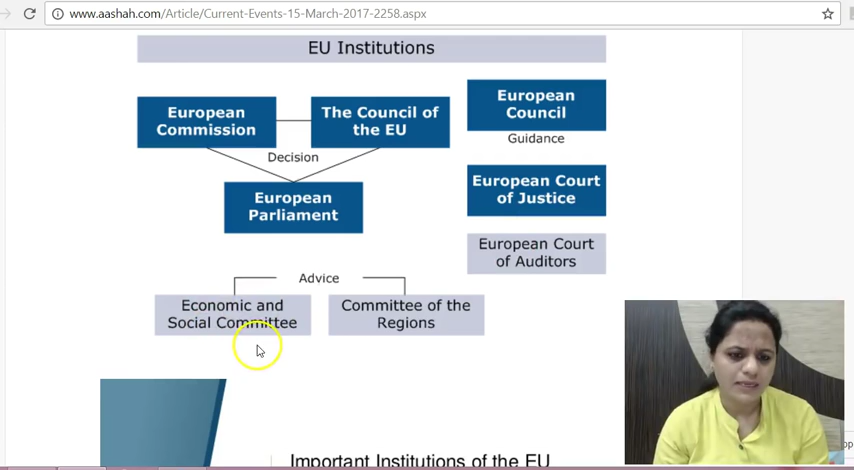 www.aashah.com/Article/Current-Events-15-March-2017-2258.aspx
EU Institutions
European
Commission
The Council of
the EU
European
Council
Guidance
Decision
European
Parliament
European Court
of Justice
European Court
of Auditors
Advice
Economic and
Social Committee
Committee of the
Regions
Important Institutions of the EU